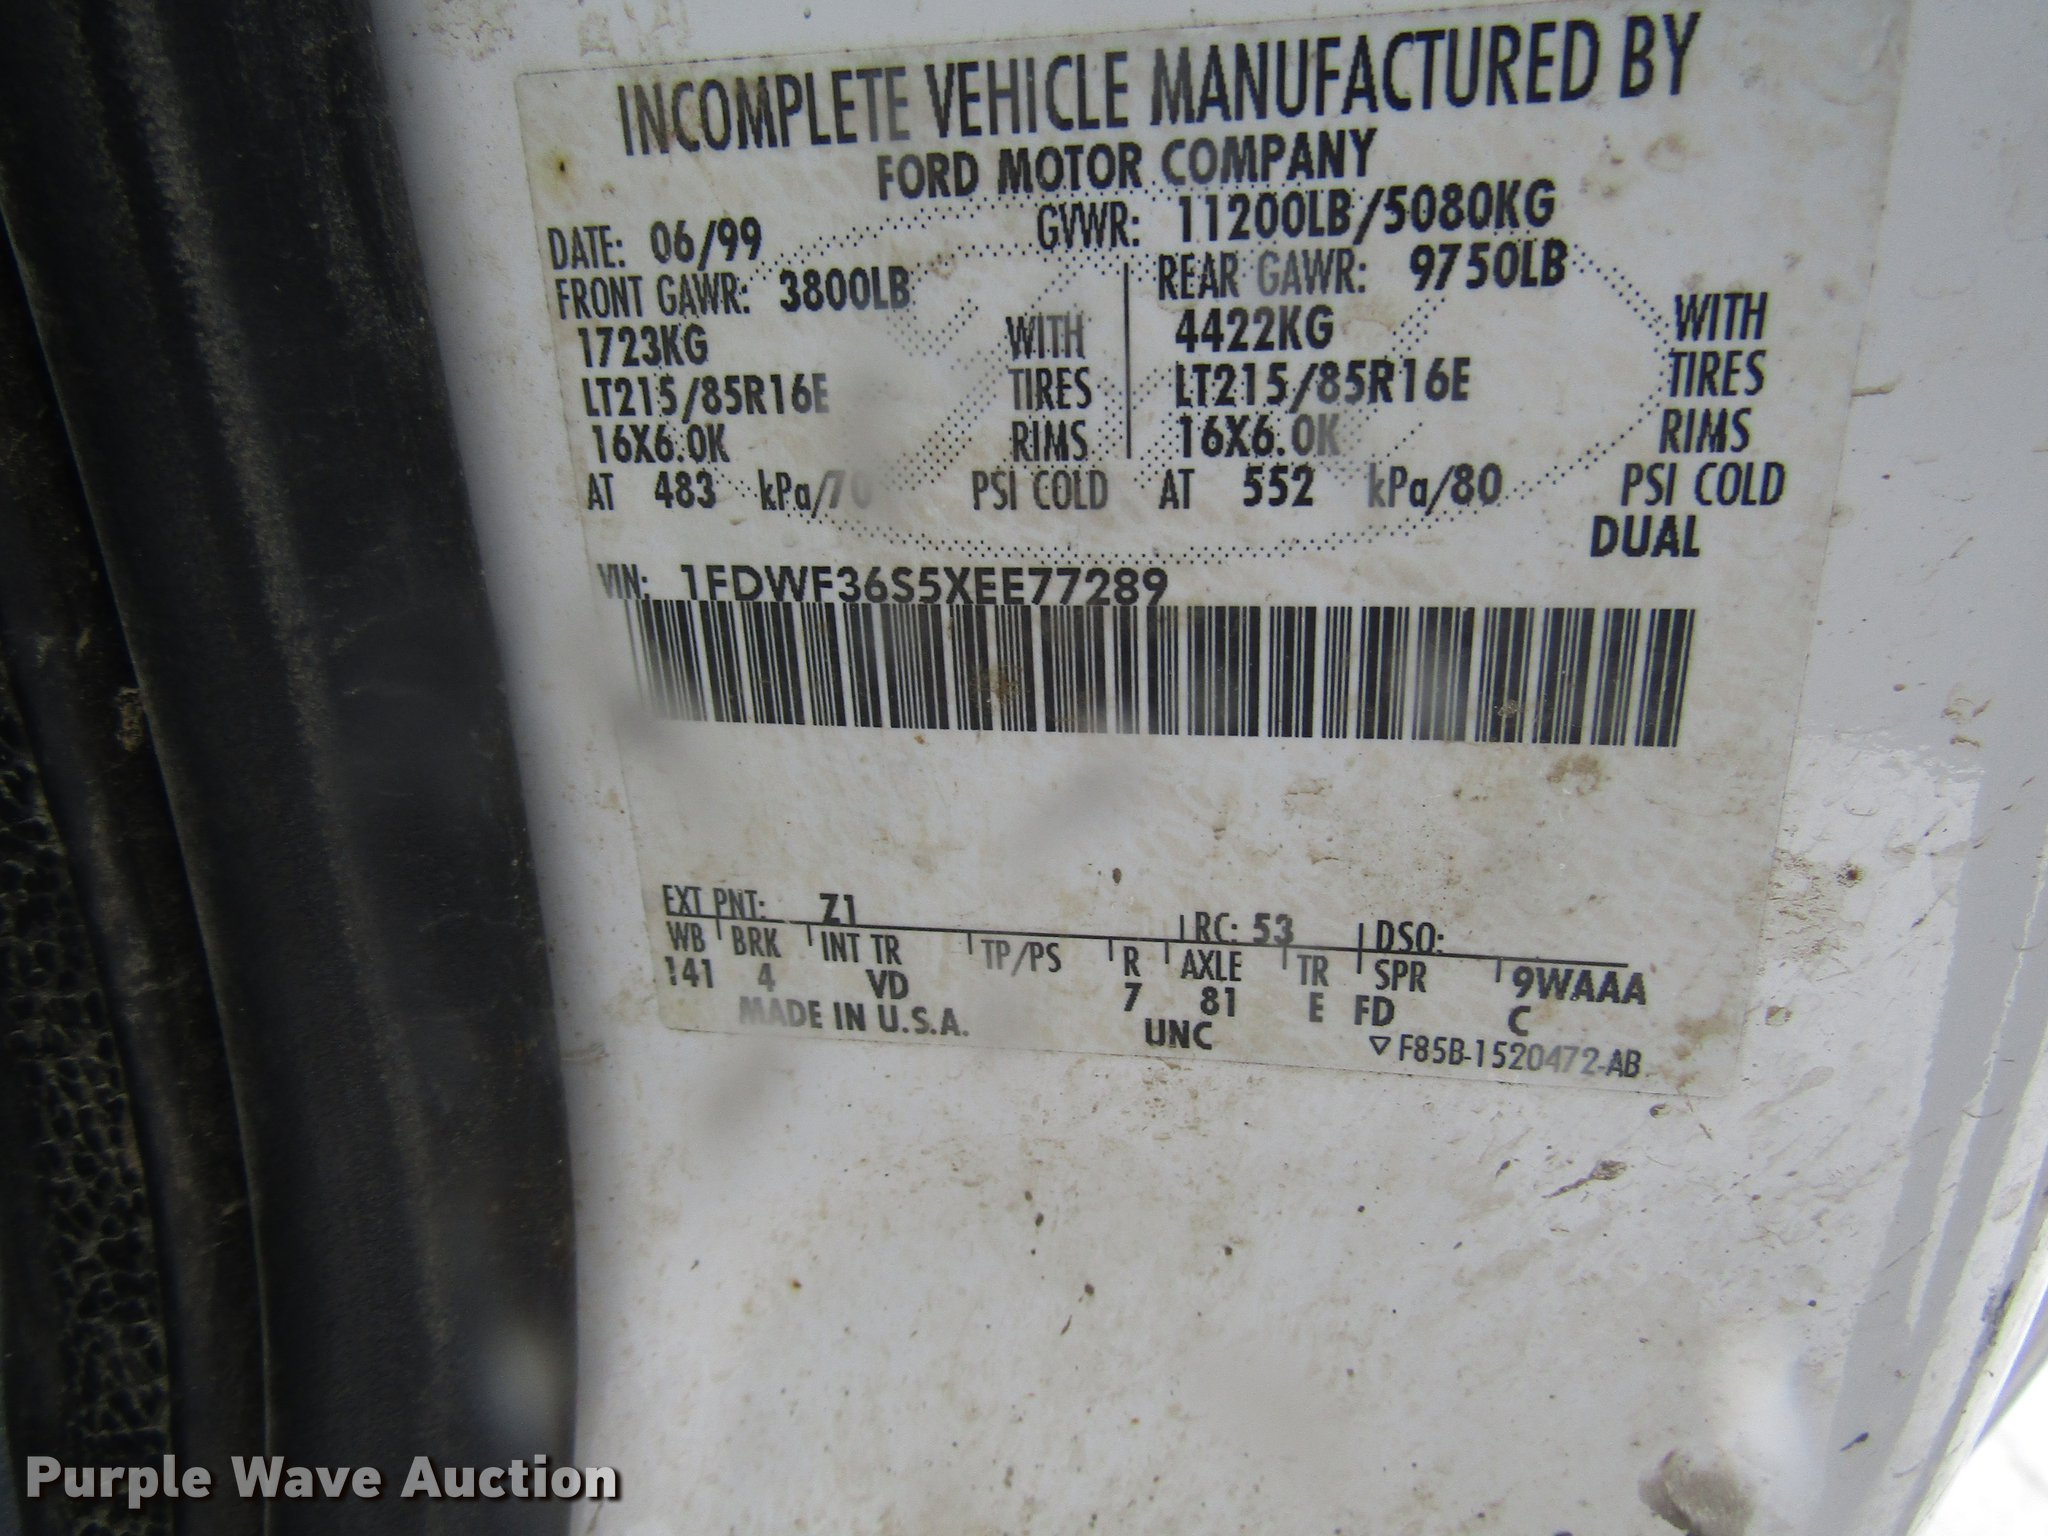 INCOMPLETE VEHICLE MANUFACTURED BY
FORD MOTOR COMPANY
DATE: 06/99 GVWR: 11200LB/5080KG
FRONT GAWR: 3800LB REAR GAWR: 9750LB
1723KG WITH 4422KG WITH
LT215/85R16E TIRES LT215/85R16E TIRES
16X6.0K RIMS 16X6.0K RIMS
AT 483 kPa/70 PSI COLD AT 552 kPa/80 PSI COLD
DUAL
VIN: 1FDWF36S5XEE77289
EXT PNT: Z1 RC: 53 DSO:
WB BRK INT TR TP/PS R AXLE TR SPR 9WAAA
141 4 VD 7 81 E FD C
MADE IN U.S.A. UNC
▽ F85B-1520472-AB
Purple Wave Auction